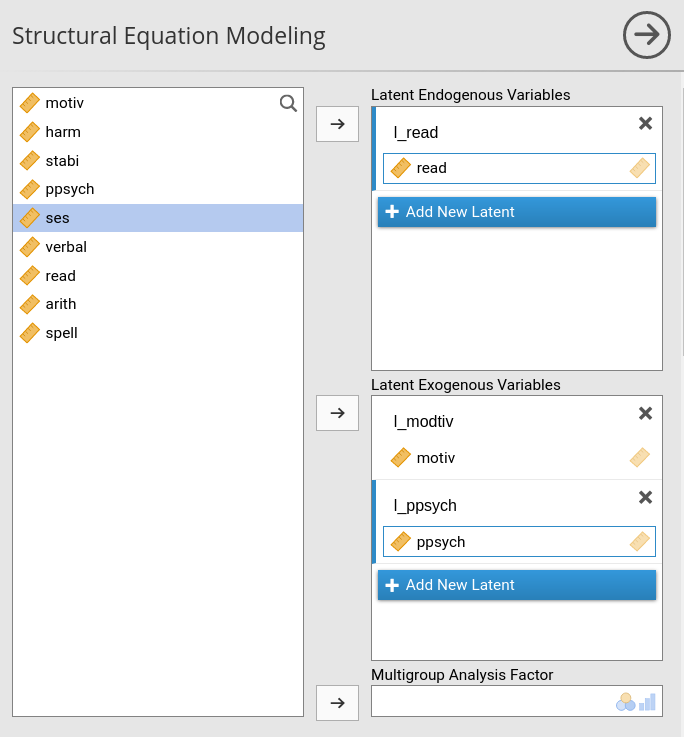 Structural Equation Modeling
motiv
harm
stabi
ppsych
ses
verbal
read
arith
spell
Latent Endogenous Variables
l_read
read
Add New Latent
Latent Exogenous Variables
l_modtiv
motiv
l_ppsych
ppsych
Add New Latent
Multigroup Analysis Factor